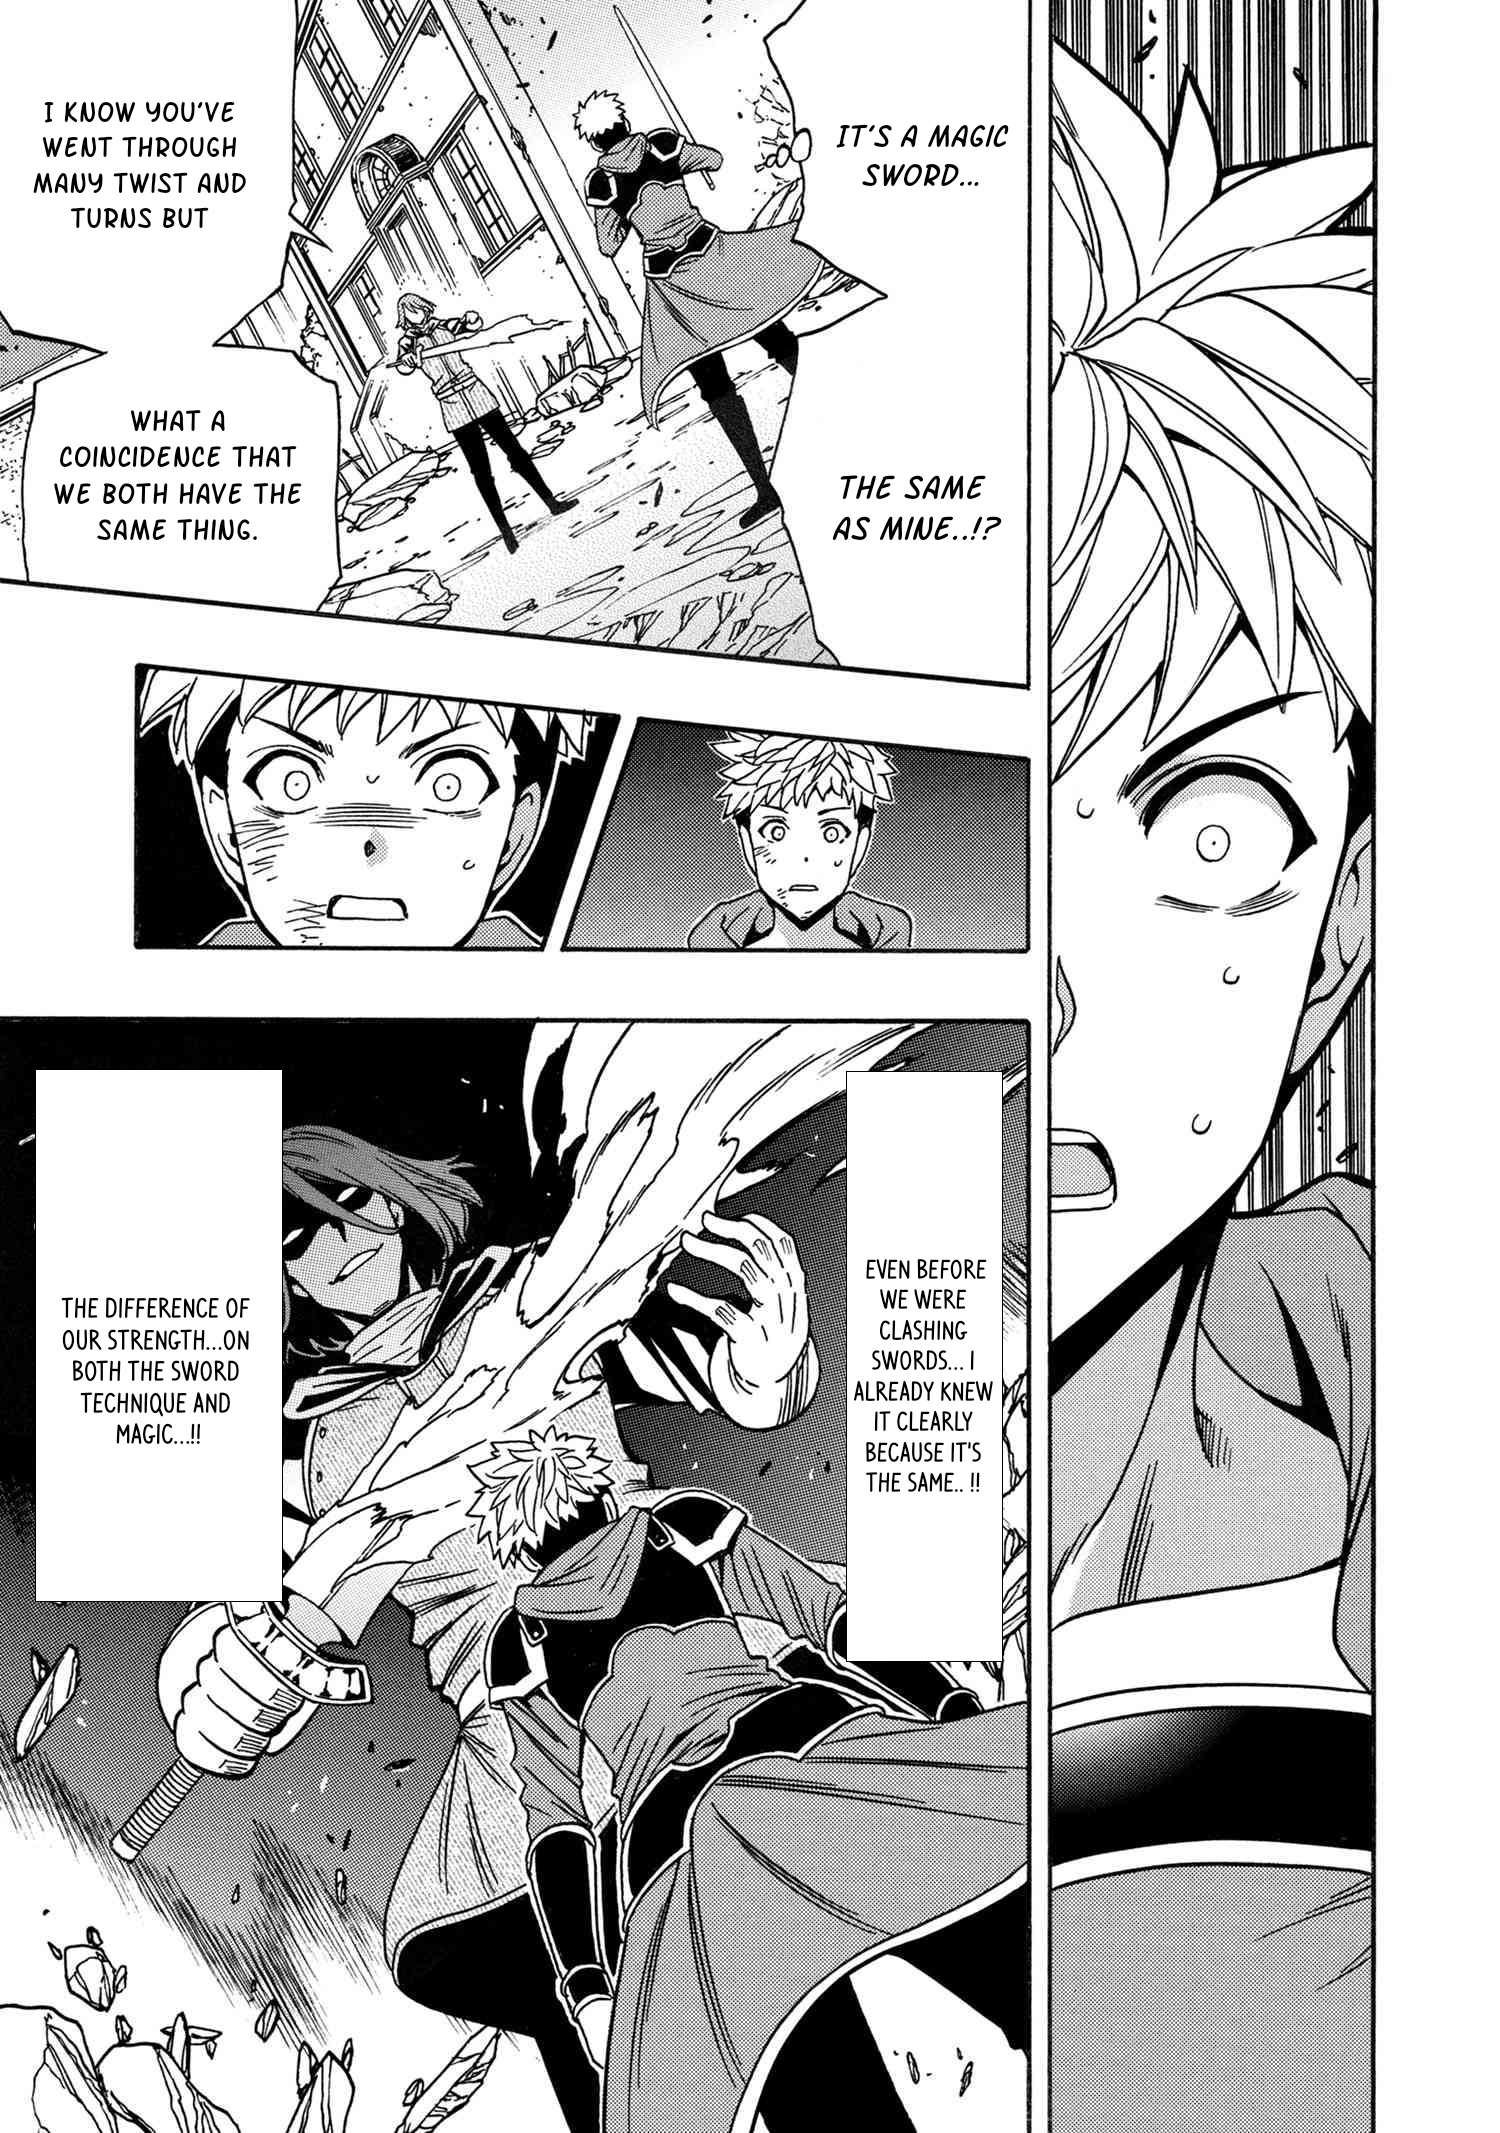 IT'S A MAGIC
SWORD...
THE SAME
AS MINE..!?
I KNOW YOU'VE
WENT THROUGH
MANY TWIST AND
TURNS BUT
WHAT A
COINCIDENCE THAT
WE BOTH HAVE THE
SAME THING.
EVEN BEFORE
WE WERE
CLASHING
SWORDS... I
ALREADY KNEW
IT CLEARLY
BECAUSE IT'S
THE SAME.. !!
THE DIFFERENCE OF
OUR STRENGTH...ON
BOTH THE SWORD
TECHNIQUE AND
MAGIC...!!